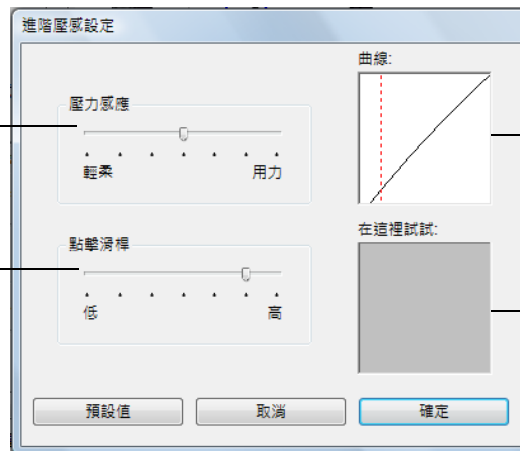 進階壓感設定
曲線:
壓力感應
輕柔 用力
在這裡試試:
點擊滑桿
低 高
預設值 取消 確定